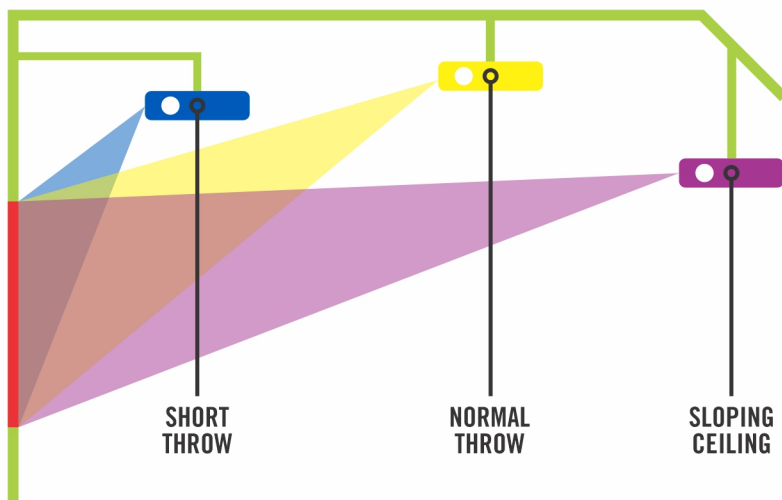 SHORT
THROW
NORMAL
THROW
SLOPING
CEILING